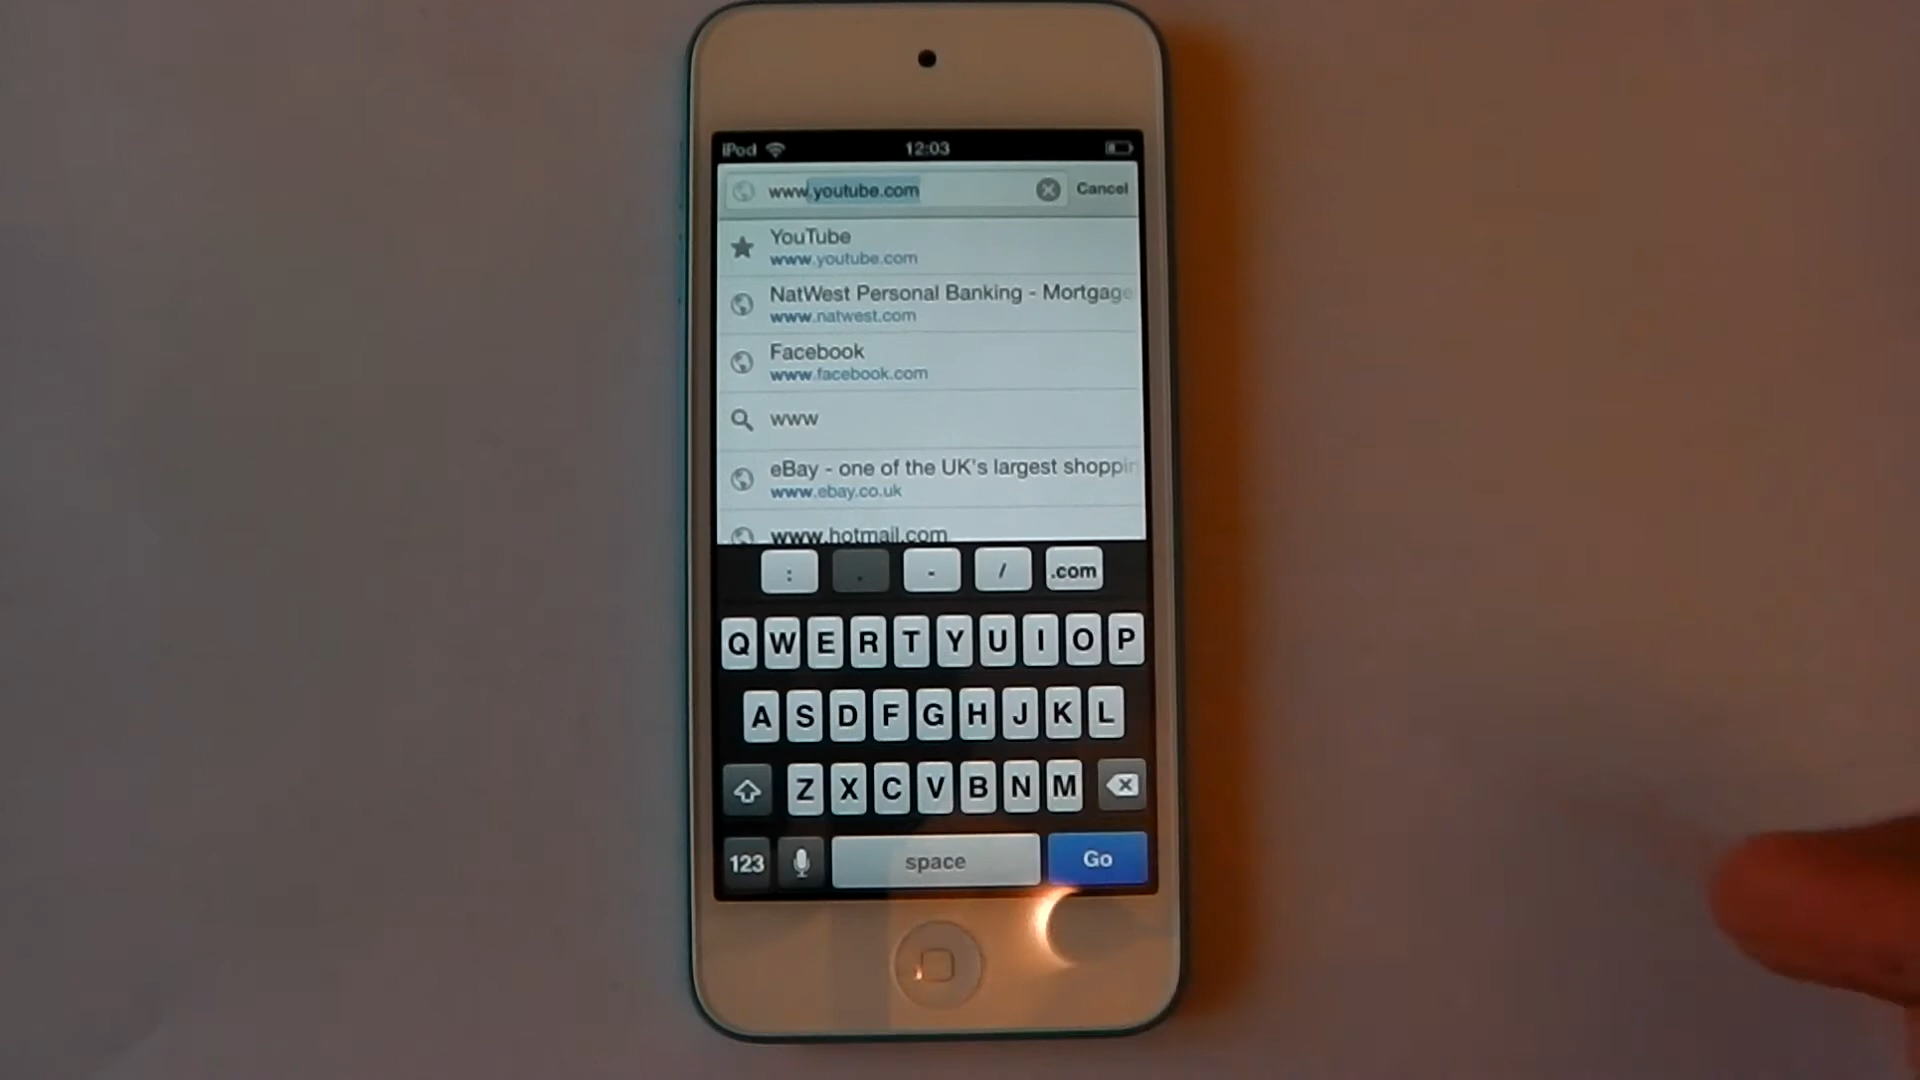 iPod 12:03
www.youtube.com Cancel
YouTube
www.youtube.com
NatWest Personal Banking - Mortgage
www.natwest.com
Facebook
www.facebook.com
www
eBay - one of the UK's largest shoppin
www.ebay.co.uk
www.hotmail.com
: . - / .com
Q W E R T Y U I O P
A S D F G H J K L
Z X C V B N M
123 space Go